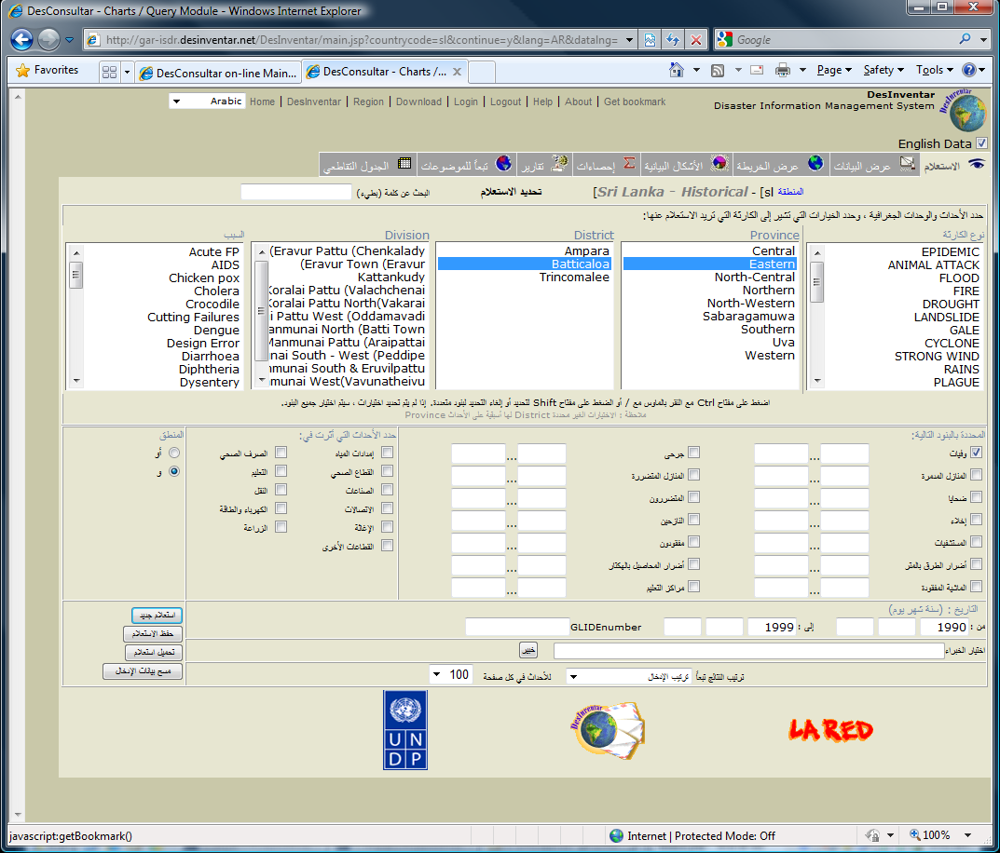 DesConsultar - Charts / Query Module - Windows Internet Explorer
http://gar-isdr.desinventar.net/DesInventar/main.jsp?countrycode=sl&continue=y&lang=AR&datalng=
Google
Favorites
DesConsultar on-line Main...
DesConsultar - Charts /...
Page Safety Tools
Arabic Home | DesInventar | Region | Download | Login | Logout | Help | About | Get bookmark
DesInventar
Disaster Information Management System
English Data
الاستعلام عرض البيانات عرض الخريطة الأشكال البيانية إحصاءات تقارير تبعاً للموضوعات الجدول التقاطعي
المنطقة [Sri Lanka - Historical - [sl
تحديد الاستعلام
البحث عن كلمة (بطيء)
حدد الأحداث والوحدات الجغرافية ، وحدد الخيارات التي تشير إلى الكارثة التي تريد الاستعلام عنها:
نوع الكارثة
EPIDEMIC
ANIMAL ATTACK
FLOOD
FIRE
DROUGHT
LANDSLIDE
GALE
CYCLONE
STRONG WIND
RAINS
PLAGUE
Province
Central
Eastern
North-Central
Northern
North-Western
Sabaragamuwa
Southern
Uva
Western
District
Ampara
Batticaloa
Trincomalee
Division
(Eravur Pattu (Chenkalady
(Eravur Town (Eravur
Kattankudy
Koralai Pattu (Valachchenai
Koralai Pattu North(Vakarai
i Pattu West (Oddamavadi
anmunai North (Batti Town
Manmunai Pattu (Araipattai
nai South - West (Peddipe
nmunai South & Eruvilpattu
munai West(Vavunatheivu
السبب
Acute FP
AIDS
Chicken pox
Cholera
Crocodile
Cutting Failures
Dengue
Design Error
Diarrhoea
Diphtheria
Dysentery
اضغط على مفتاح Ctrl مع النقر بالماوس مع / أو الضغط على مفتاح Shift لتحديد أو إلغاء التحديد لبنود متعددة. إذا لم يتم تحديد اختيارات ، سيتم اختيار جميع البنود.
ملاحظة : الاختيارات الغير محددة District لها أسبقية على الأحداث Province
المحددة بالبنود التالية:
وفيات ...
المنازل المدمرة ...
ضحايا ...
إخلاء ...
المستشفيات ...
أضرار الطرق بالمتر ...
الماشية المفقودة ...
جرحى ...
المنازل المتضررة ...
المتضررون ...
النازحين ...
مفقودون ...
أضرار المحاصيل بالهكتار ...
مراكز التعليم ...
حدد الأحداث التي أثرت في:
إمدادات المياه
القطاع الصحي
الصناعات
الاتصالات
الإغاثة
القطاعات الأخرى
الصرف الصحي
التعليم
النقل
الكهرباء والطاقة
الزراعة
المنطق
أو
و
التاريخ : (سنة شهر يوم)
من: 1990 إلى: 1999 GLIDEnumber
اختيار الخبراء خبير
ترتيب النتائج تبعاً ترتيب الإدخال للأحداث في كل صفحة 100
استعلام جديد
حفظ الاستعلام
تحميل استعلام
مسح بيانات الإدخال
UN
DP
DesInventar
LA RED
javascript:getBookmark()
Internet | Protected Mode: Off
100%